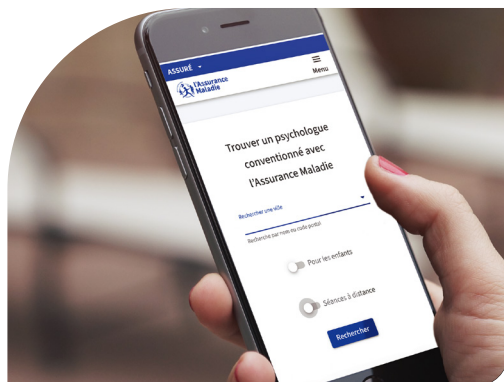 ASSURÉ
l'Assurance
Maladie
Menu
Trouver un psychologue
conventionné avec
l'Assurance Maladie
Rechercher une ville
Recherche par nom ou code postal
Pour les enfants
Séances à distance
Rechercher